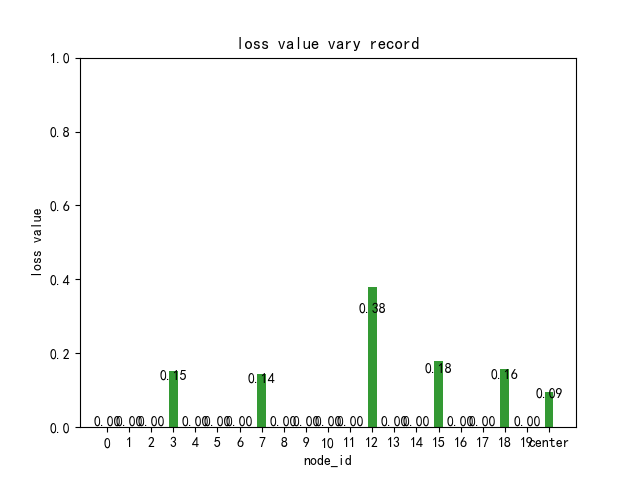 loss value vary record
1.0
0.8
0.6
0.4
0.2
0.0
loss value
0.00 0.00 0.00 0.15 0.00 0.00 0.00 0.14 0.00 0.00 0.00 0.00 0.38 0.00 0.00 0.18 0.00 0.00 0.16 0.00 0.09
0 1 2 3 4 5 6 7 8 9 10 11 12 13 14 15 16 17 18 19 center
node_id